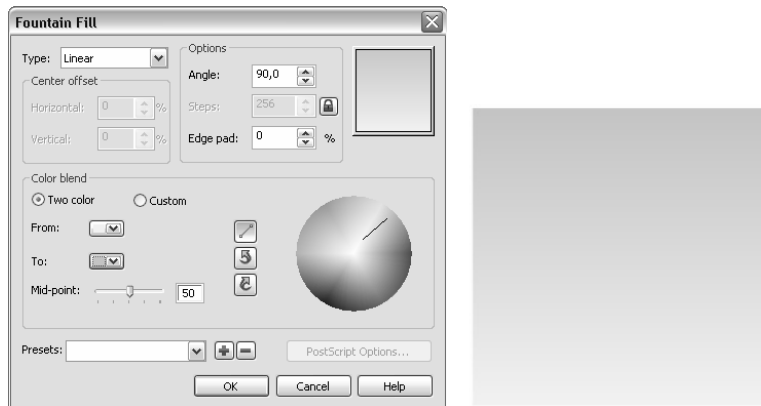 Fountain Fill
Type: Linear
Center offset
Horizontal: 0 %
Vertical: 0 %
Options
Angle: 90,0
Steps: 256
Edge pad: 0 %
Color blend
Two color Custom
From:
To:
Mid-point: 50
Presets:
PostScript Options...
OK Cancel Help